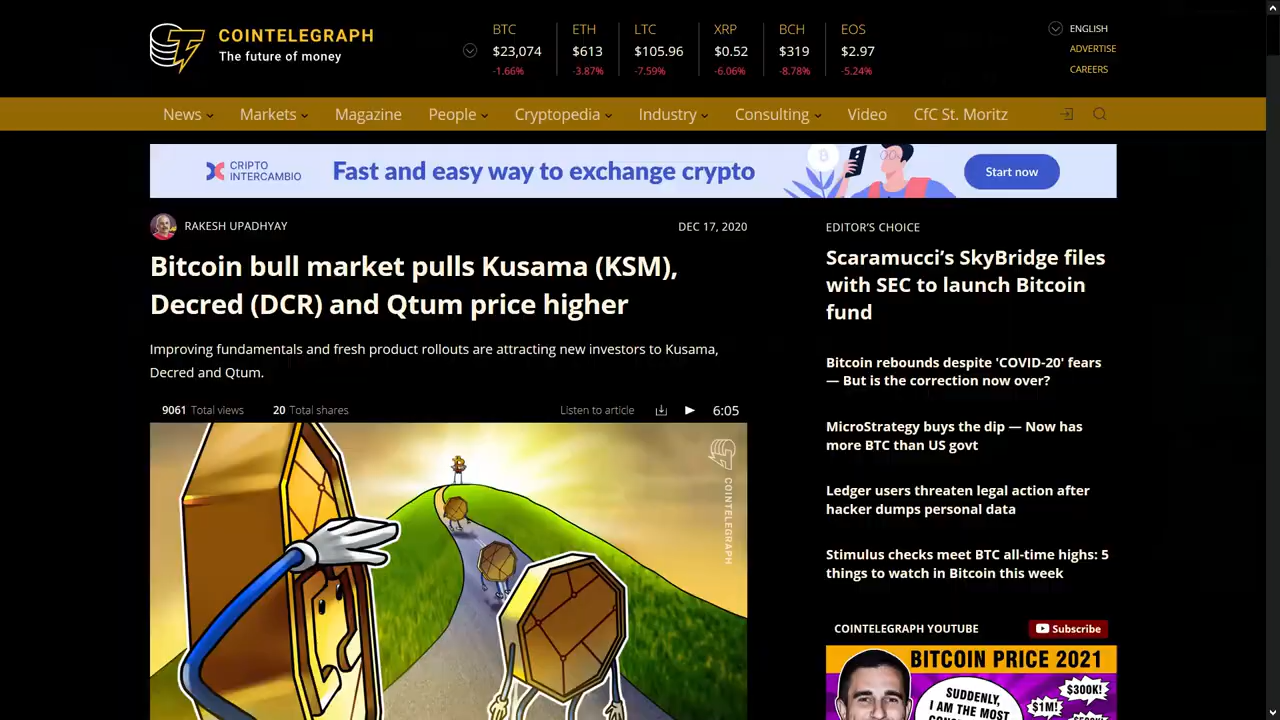 COINTELEGRAPH
The future of money
BTC
$23,074
-1.66%
ETH
$613
-3.87%
LTC
$105.96
-7.59%
XRP
$0.52
-6.06%
BCH
$319
-8.78%
EOS
$2.97
-5.24%
ENGLISH
ADVERTISE
CAREERS
News Markets Magazine People Cryptopedia Industry Consulting Video CfC St. Moritz
CRIPTO
INTERCAMBIO
Fast and easy way to exchange crypto
Start now
RAKESH UPADHYAY
DEC 17, 2020
Bitcoin bull market pulls Kusama (KSM),
Decred (DCR) and Qtum price higher
Improving fundamentals and fresh product rollouts are attracting new investors to Kusama,
Decred and Qtum.
9061 Total views 20 Total shares
Listen to article 6:05
COINTELEGRAPH
EDITOR'S CHOICE
Scaramucci’s SkyBridge files
with SEC to launch Bitcoin
fund
Bitcoin rebounds despite 'COVID-20' fears
— But is the correction now over?
MicroStrategy buys the dip — Now has
more BTC than US govt
Ledger users threaten legal action after
hacker dumps personal data
Stimulus checks meet BTC all-time highs: 5
things to watch in Bitcoin this week
COINTELEGRAPH YOUTUBE
Subscribe
BITCOIN PRICE 2021
SUDDENLY,
I AM THE MOST
$300K!
$1M!